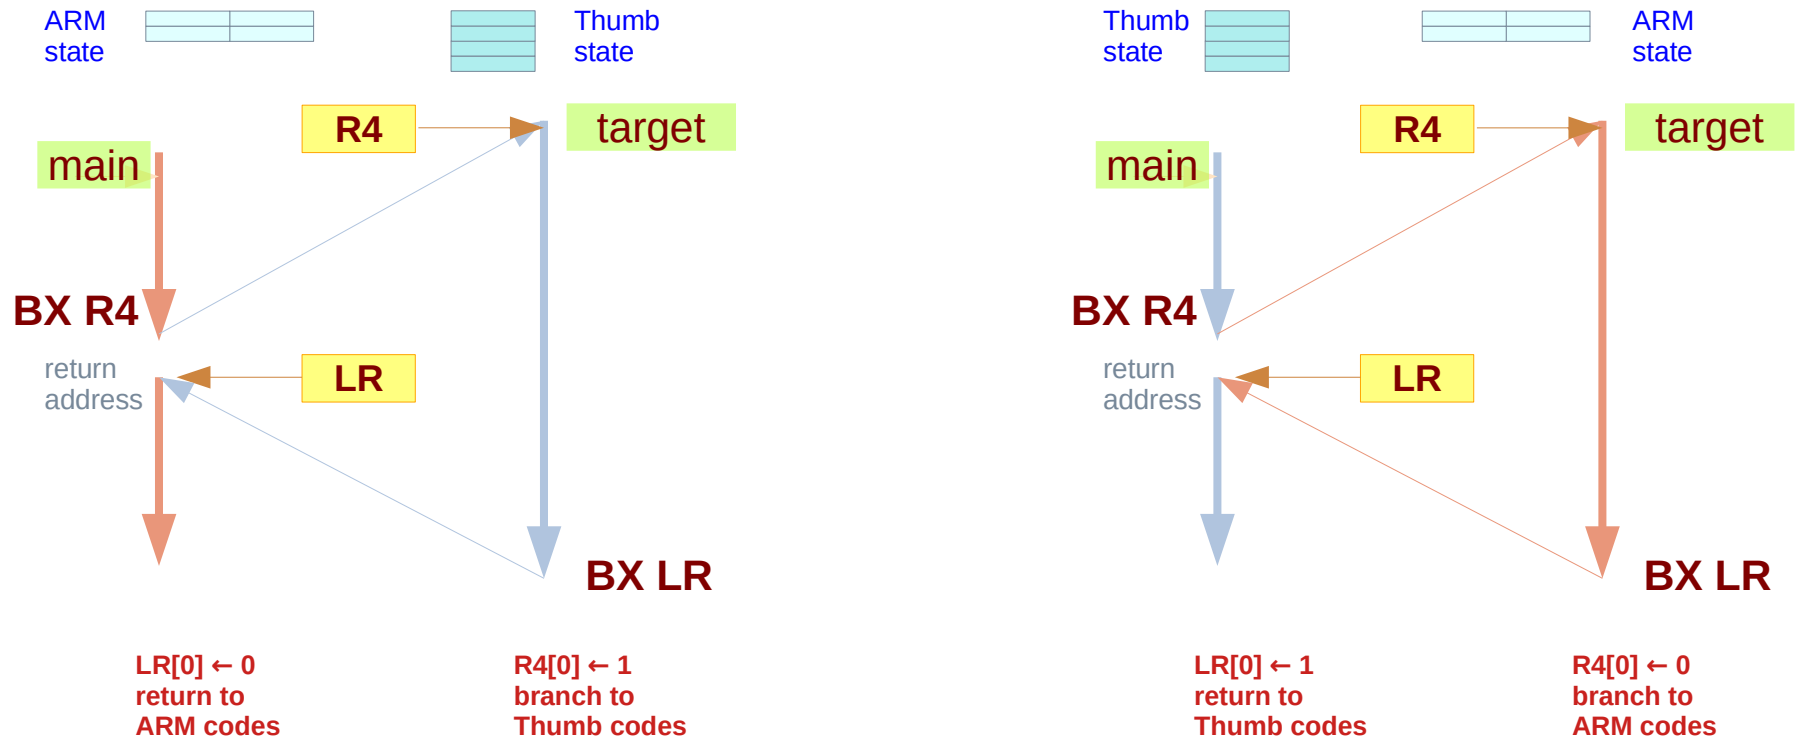 ARM
state
Thumb
state
R4
target
main
BX R4
return
address
LR
BX LR
LR[0] ← 0
return to
ARM codes
R4[0] ← 1
branch to
Thumb codes
Thumb
state
ARM
state
R4
target
main
BX R4
return
address
LR
BX LR
LR[0] ← 1
return to
Thumb codes
R4[0] ← 0
branch to
ARM codes